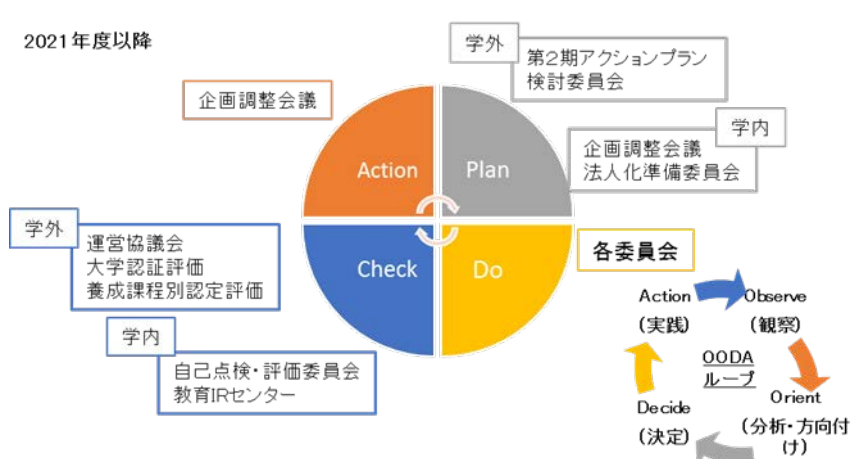 2021年度以降
学外
第2期アクションプラン
検討委員会
企画調整会議
学内
企画調整会議
法人化準備委員会
Action
Plan
Check
Do
学外
運営協議会
大学認証評価
養成課程別認定評価
学内
自己点検・評価委員会
教育IRセンター
各委員会
Action
(実践)
Observe
(観察)
OODA
ループ
Orient
(分析・方向付
け)
Decide
(決定)